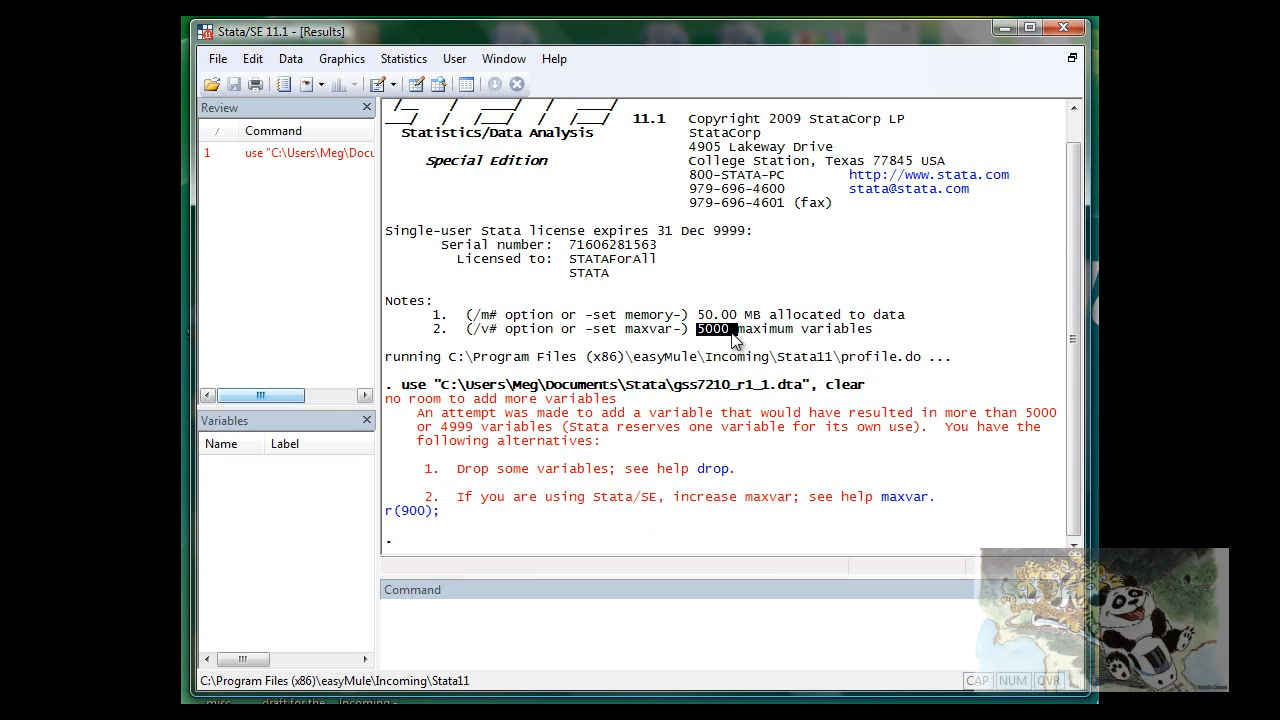 Stata/SE 11.1 - [Results]
File Edit Data Graphics Statistics User Window Help
Review
Command
1 use "C:\Users\Meg\Docu
Variables
Name Label
11.1 Copyright 2009 StataCorp LP
Statistics/Data Analysis StataCorp
4905 Lakeway Drive
Special Edition College Station, Texas 77845 USA
800-STATA-PC http://www.stata.com
979-696-4600 stata@stata.com
979-696-4601 (fax)
Single-user Stata license expires 31 Dec 9999:
Serial number: 71606281563
Licensed to: STATAForAll
STATA
Notes:
1. (/m# option or -set memory-) 50.00 MB allocated to data
2. (/v# option or -set maxvar-) 5000 maximum variables
running C:\Program Files (x86)\easyMule\Incoming\Stata11\profile.do ...
. use "C:\Users\Meg\Documents\Stata\gss7210_r1_1.dta", clear
no room to add more variables
An attempt was made to add a variable that would have resulted in more than 5000
or 4999 variables (Stata reserves one variable for its own use). You have the
following alternatives:
1. Drop some variables; see help drop.
2. If you are using Stata/SE, increase maxvar; see help maxvar.
r(900);
.
Command
C:\Program Files (x86)\easyMule\Incoming\Stata11
CAP NUM OVR